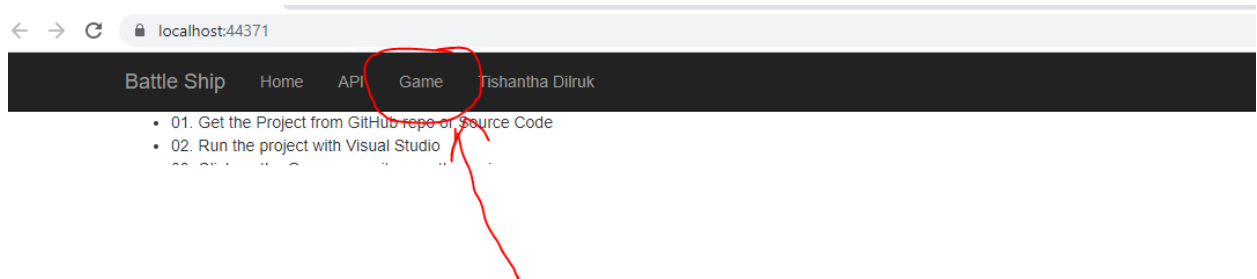 localhost:44371
Battle Ship Home API Game Tishantha Dilruk
• 01. Get the Project from GitHub repo or Source Code
• 02. Run the project with Visual Studio